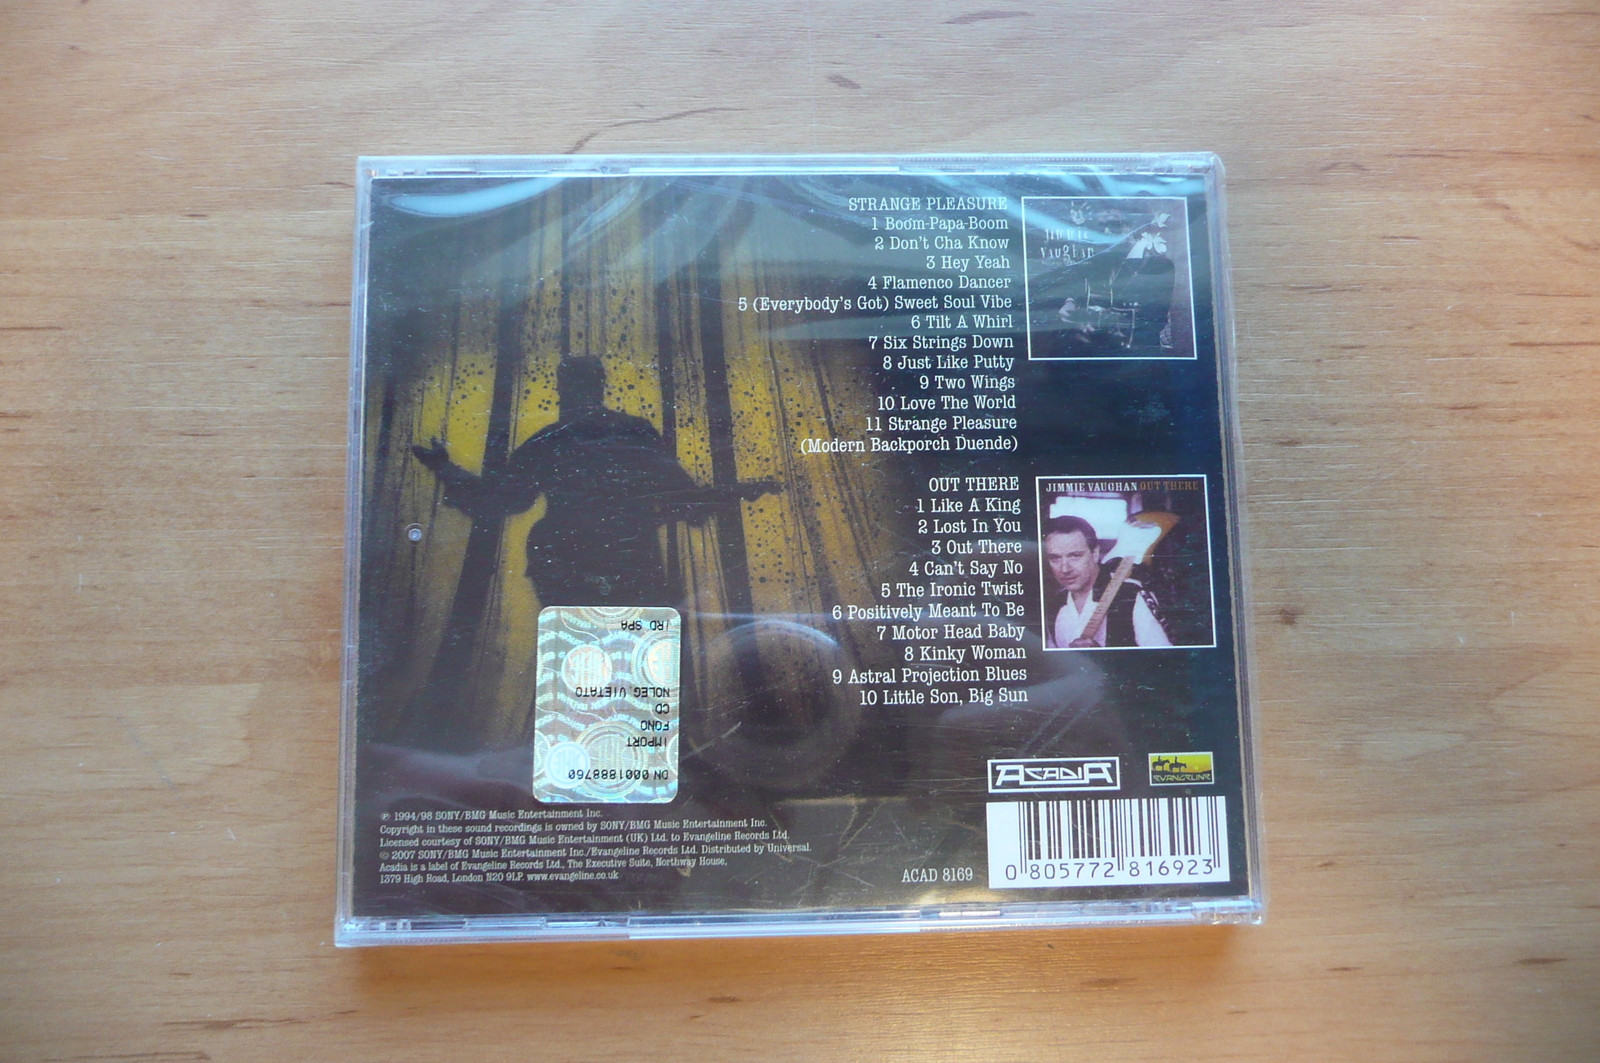 STRANGE PLEASURE
1 Boom-Papa-Boom
2 Don't Cha Know
3 Hey Yeah
4 Flamenco Dancer
5 (Everybody's Got) Sweet Soul Vibe
6 Tilt A Whirl
7 Six Strings Down
8 Just Like Putty
9 Two Wings
10 Love The World
11 Strange Pleasure
(Modern Backporch Duende)
JIMMIE
VAUGHAN
OUT THERE
1 Like A King
2 Lost In You
3 Out There
4 Can't Say No
5 The Ironic Twist
6 Positively Meant To Be
7 Motor Head Baby
8 Kinky Woman
9 Astral Projection Blues
10 Little Son, Big Sun
JIMMIE VAUGHAN OUT THERE
DN 0001888760
IMPORT
FONO
CD
NOLEG.VIETATO
IRD SPA
ACADIA
EVANGELINE
℗ 1994/98 SONY/BMG Music Entertainment Inc.
Copyright in these sound recordings is owned by SONY/BMG Music Entertainment Inc.
Licensed courtesy of SONY/BMG Music Entertainment (UK) Ltd. to Evangeline Records Ltd.
© 2007 SONY/BMG Music Entertainment Inc./Evangeline Records Ltd. Distributed by Universal.
Acadia is a label of Evangeline Records Ltd., The Executive Suite, Northway House,
1379 High Road, London N20 9LP. www.evangeline.co.uk
ACAD 8169
0 805772 816923